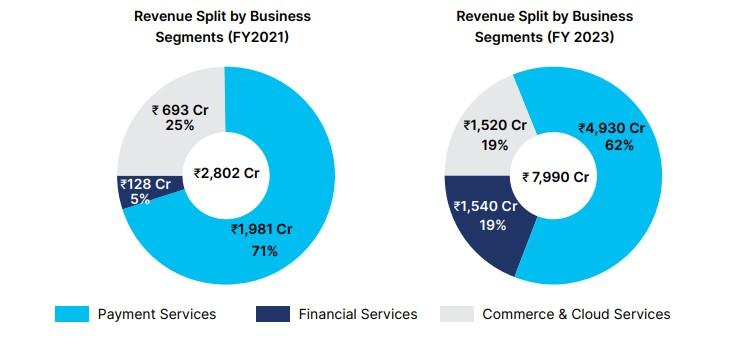 Revenue Split by Business
Segments (FY2021)
₹ 693 Cr
25%
₹128 Cr
5%
₹2,802 Cr
₹1,981 Cr
71%
Revenue Split by Business
Segments (FY 2023)
₹1,520 Cr
19%
₹4,930 Cr
62%
₹ 7,990 Cr
₹1,540 Cr
19%
Payment Services
Financial Services
Commerce & Cloud Services